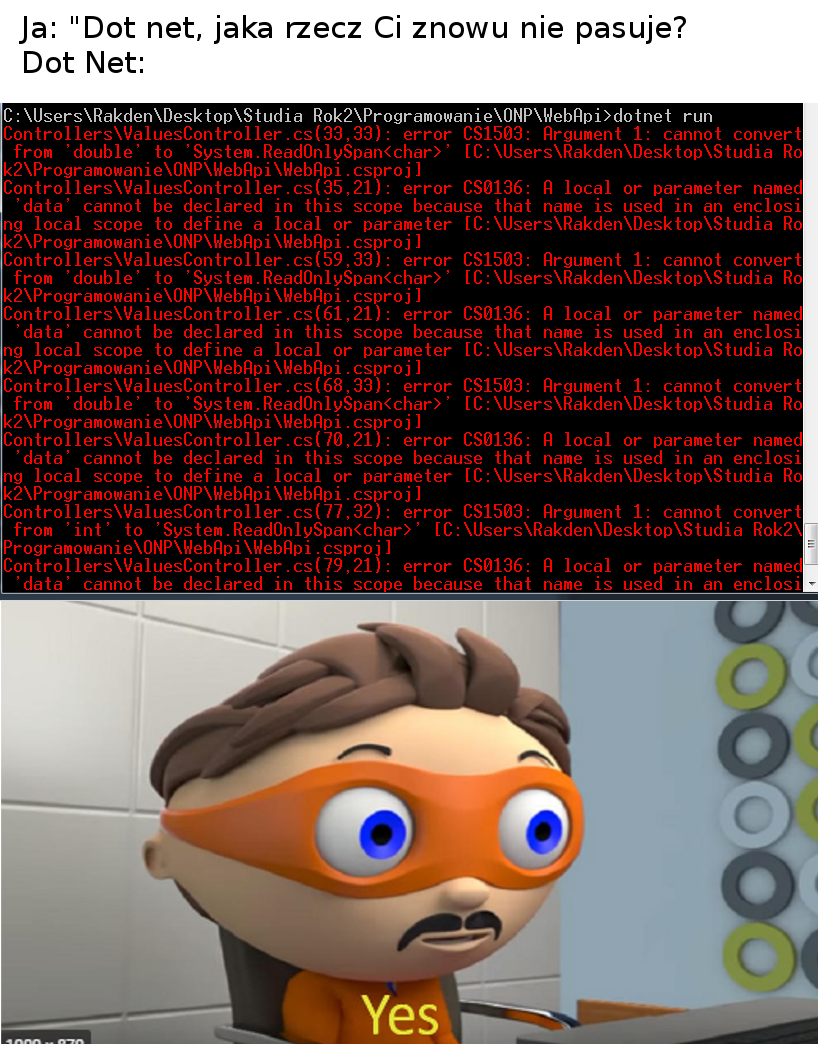 Ja: "Dot net, jaka rzecz Ci znowu nie pasuje?
Dot Net:
C:\Users\Rakden\Desktop\Studia Rok2\Programowanie\ONP\WebApi>dotnet run
Controllers\ValuesController.cs(33,33): error CS1503: Argument 1: cannot convert
from 'double' to 'System.ReadOnlySpan<char>' [C:\Users\Rakden\Desktop\Studia Ro
k2\Programowanie\ONP\WebApi\WebApi.csproj]
Controllers\ValuesController.cs(35,21): error CS0136: A local or parameter named
'data' cannot be declared in this scope because that name is used in an enclosi
ng local scope to define a local or parameter [C:\Users\Rakden\Desktop\Studia Ro
k2\Programowanie\ONP\WebApi\WebApi.csproj]
Controllers\ValuesController.cs(59,33): error CS1503: Argument 1: cannot convert
from 'double' to 'System.ReadOnlySpan<char>' [C:\Users\Rakden\Desktop\Studia Ro
k2\Programowanie\ONP\WebApi\WebApi.csproj]
Controllers\ValuesController.cs(61,21): error CS0136: A local or parameter named
'data' cannot be declared in this scope because that name is used in an enclosi
ng local scope to define a local or parameter [C:\Users\Rakden\Desktop\Studia Ro
k2\Programowanie\ONP\WebApi\WebApi.csproj]
Controllers\ValuesController.cs(68,33): error CS1503: Argument 1: cannot convert
from 'double' to 'System.ReadOnlySpan<char>' [C:\Users\Rakden\Desktop\Studia Ro
k2\Programowanie\ONP\WebApi\WebApi.csproj]
Controllers\ValuesController.cs(70,21): error CS0136: A local or parameter named
'data' cannot be declared in this scope because that name is used in an enclosi
ng local scope to define a local or parameter [C:\Users\Rakden\Desktop\Studia Ro
k2\Programowanie\ONP\WebApi\WebApi.csproj]
Controllers\ValuesController.cs(77,32): error CS1503: Argument 1: cannot convert
from 'int' to 'System.ReadOnlySpan<char>' [C:\Users\Rakden\Desktop\Studia Rok2\
Programowanie\ONP\WebApi\WebApi.csproj]
Controllers\ValuesController.cs(79,21): error CS0136: A local or parameter named
'data' cannot be declared in this scope because that name is used in an enclosi
Yes